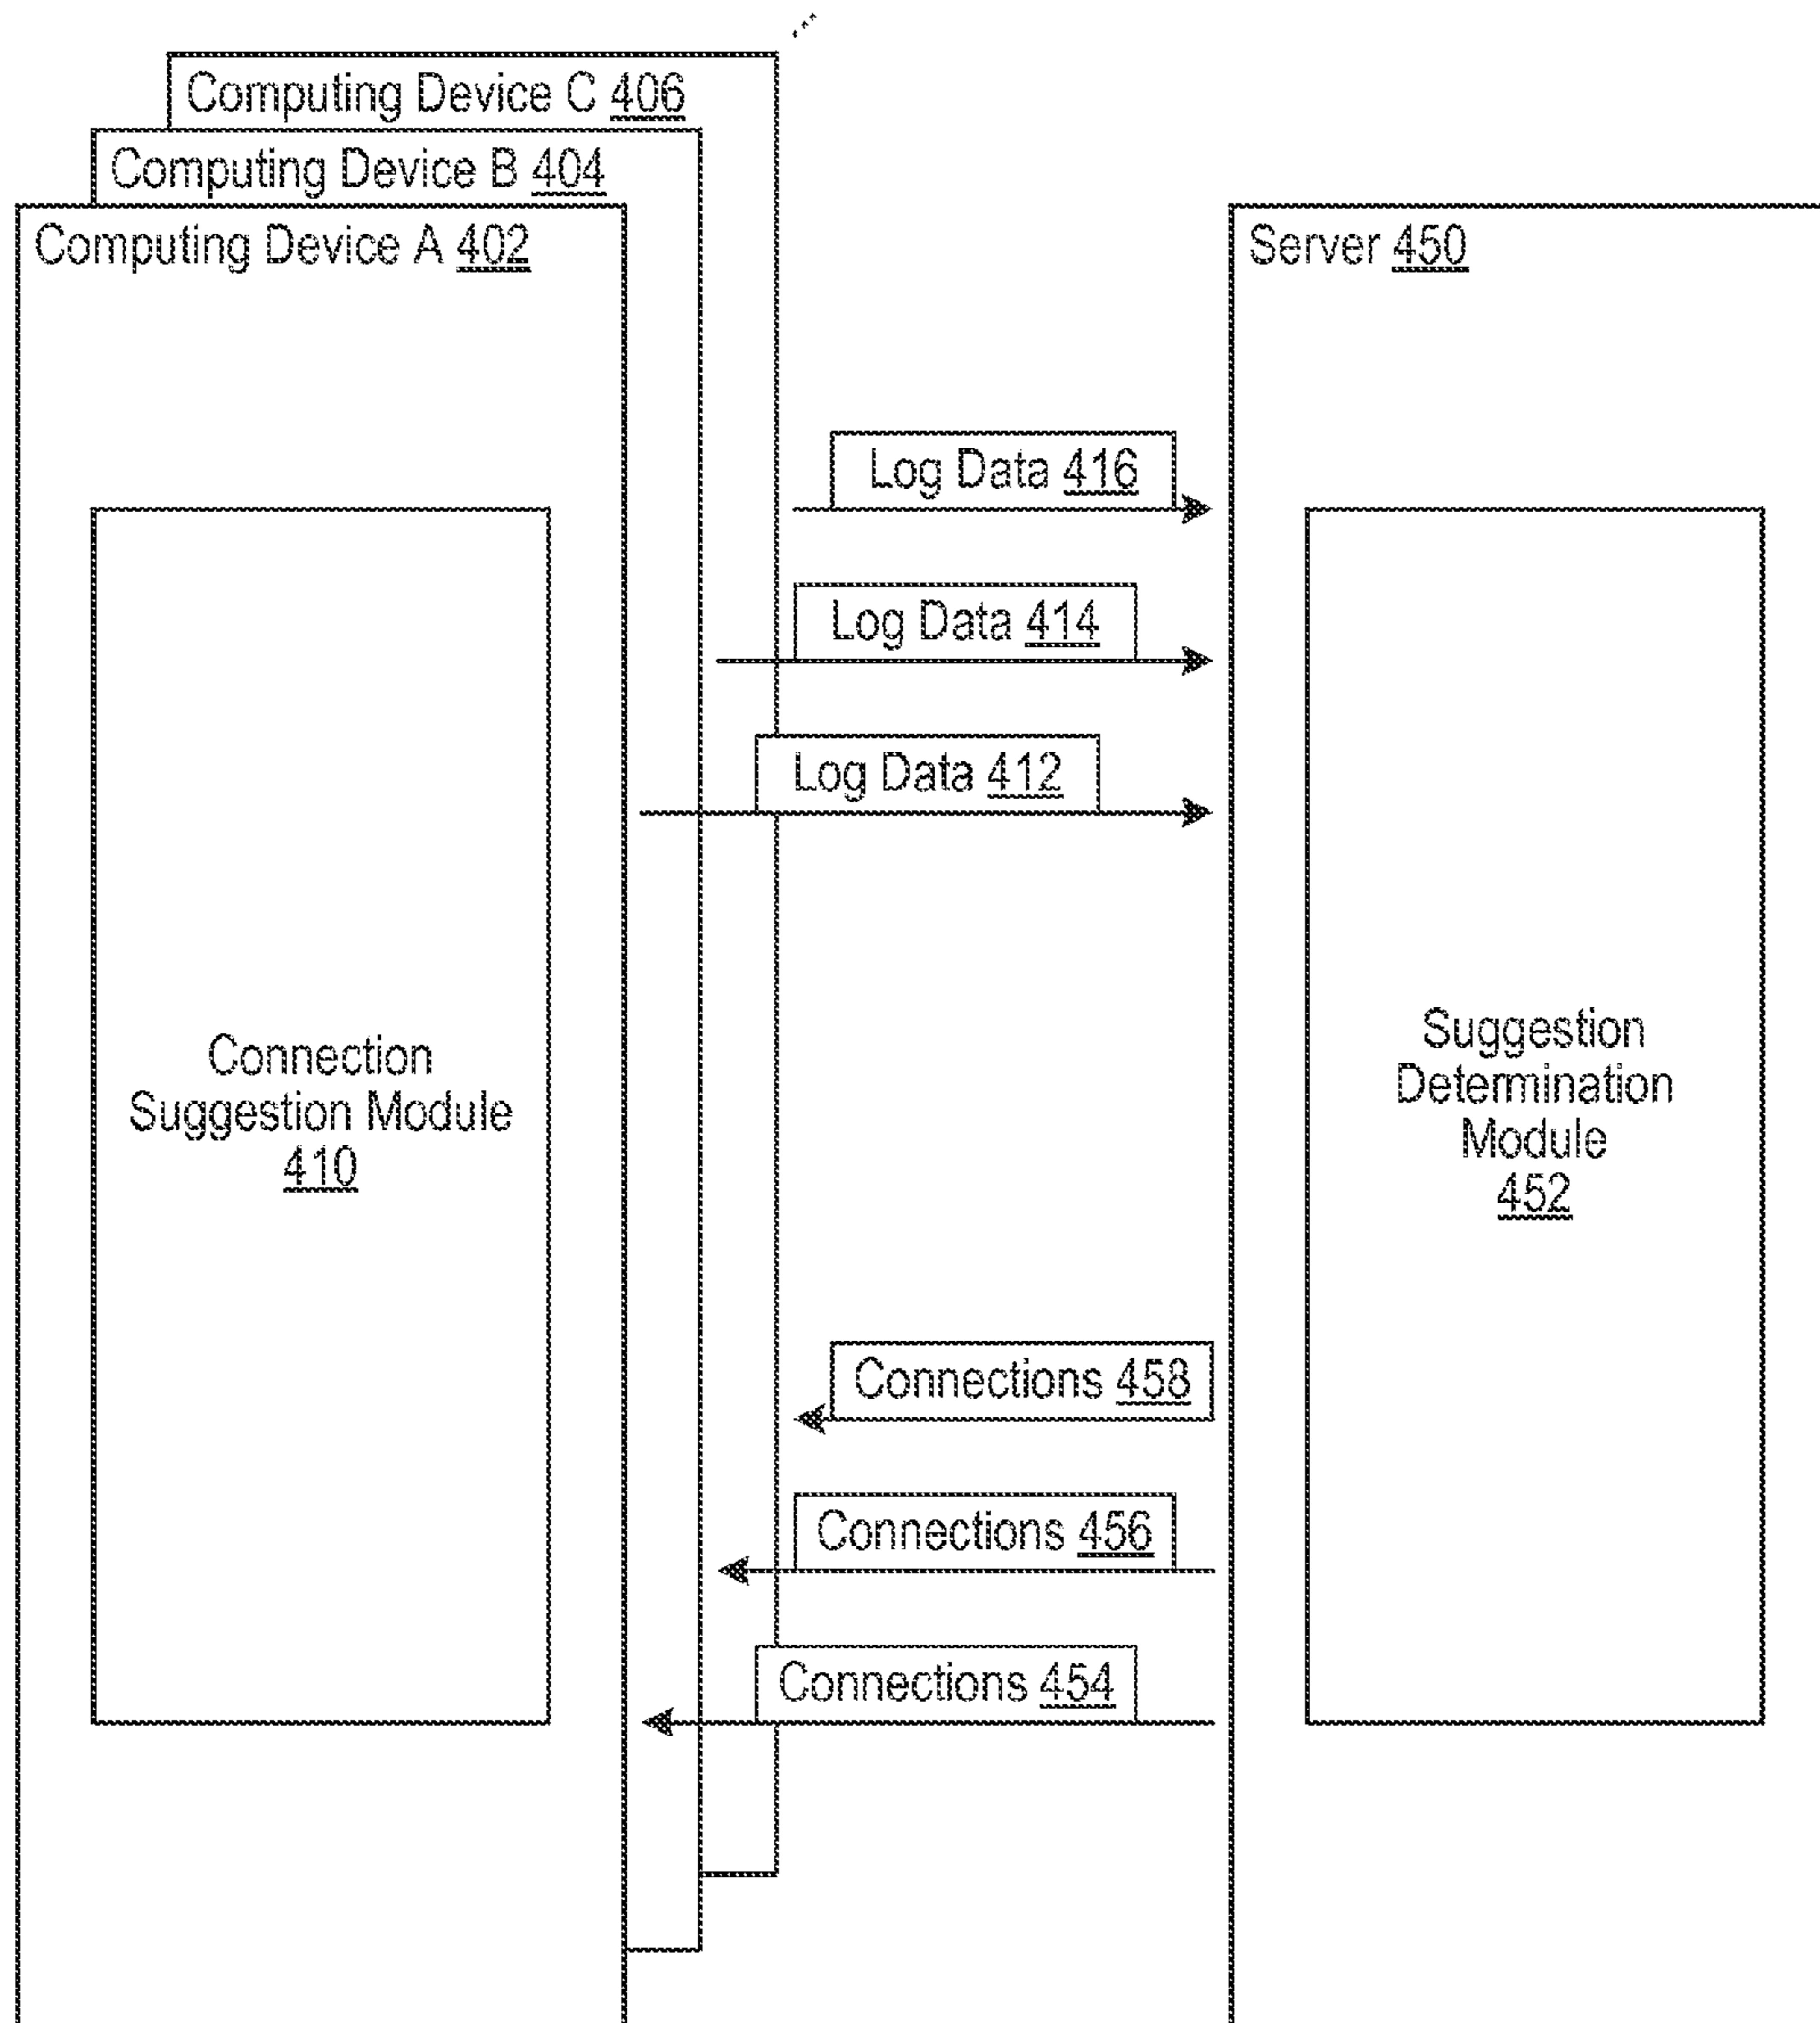 Computing Device C 406
Computing Device B 404
Computing Device A 402
Server 450
Log Data 416
Log Data 414
Log Data 412
Connection
Suggestion Module
410
Suggestion
Determination
Module
452
Connections 458
Connections 456
Connections 454